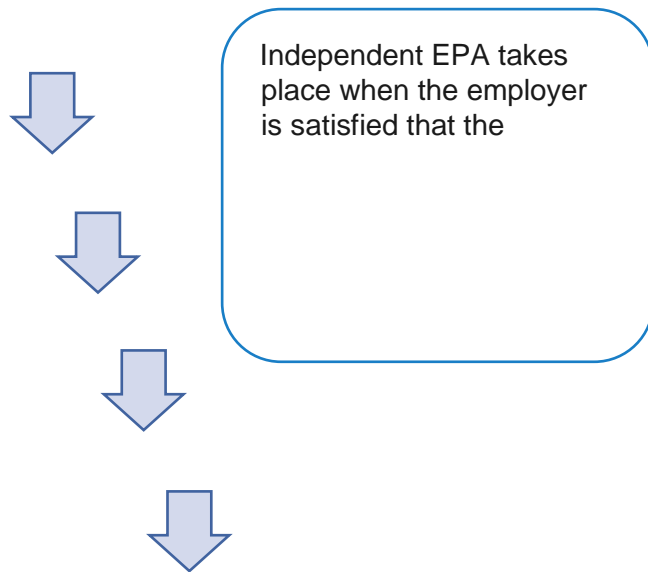 Independent EPA takes
place when the employer
is satisfied that the